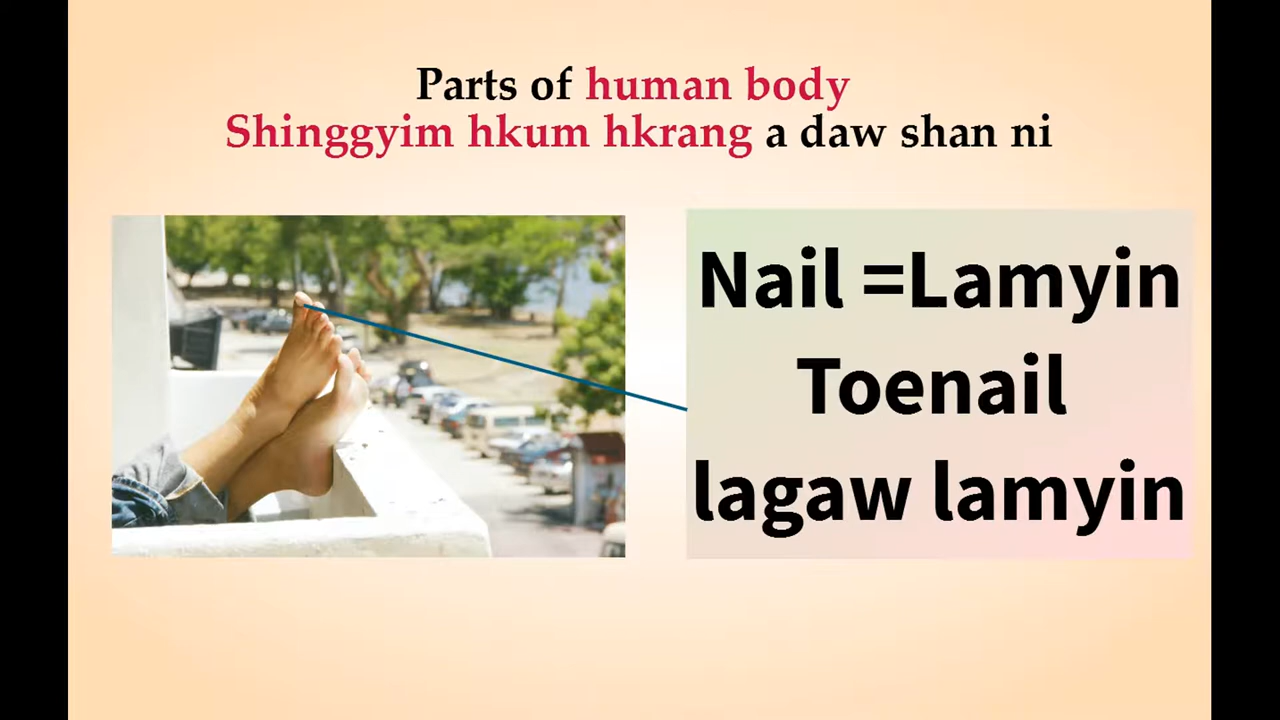 Parts of human body
Shinggyim hkum hkrang a daw shan ni
Nail =Lamyin
Toenail
lagaw lamyin